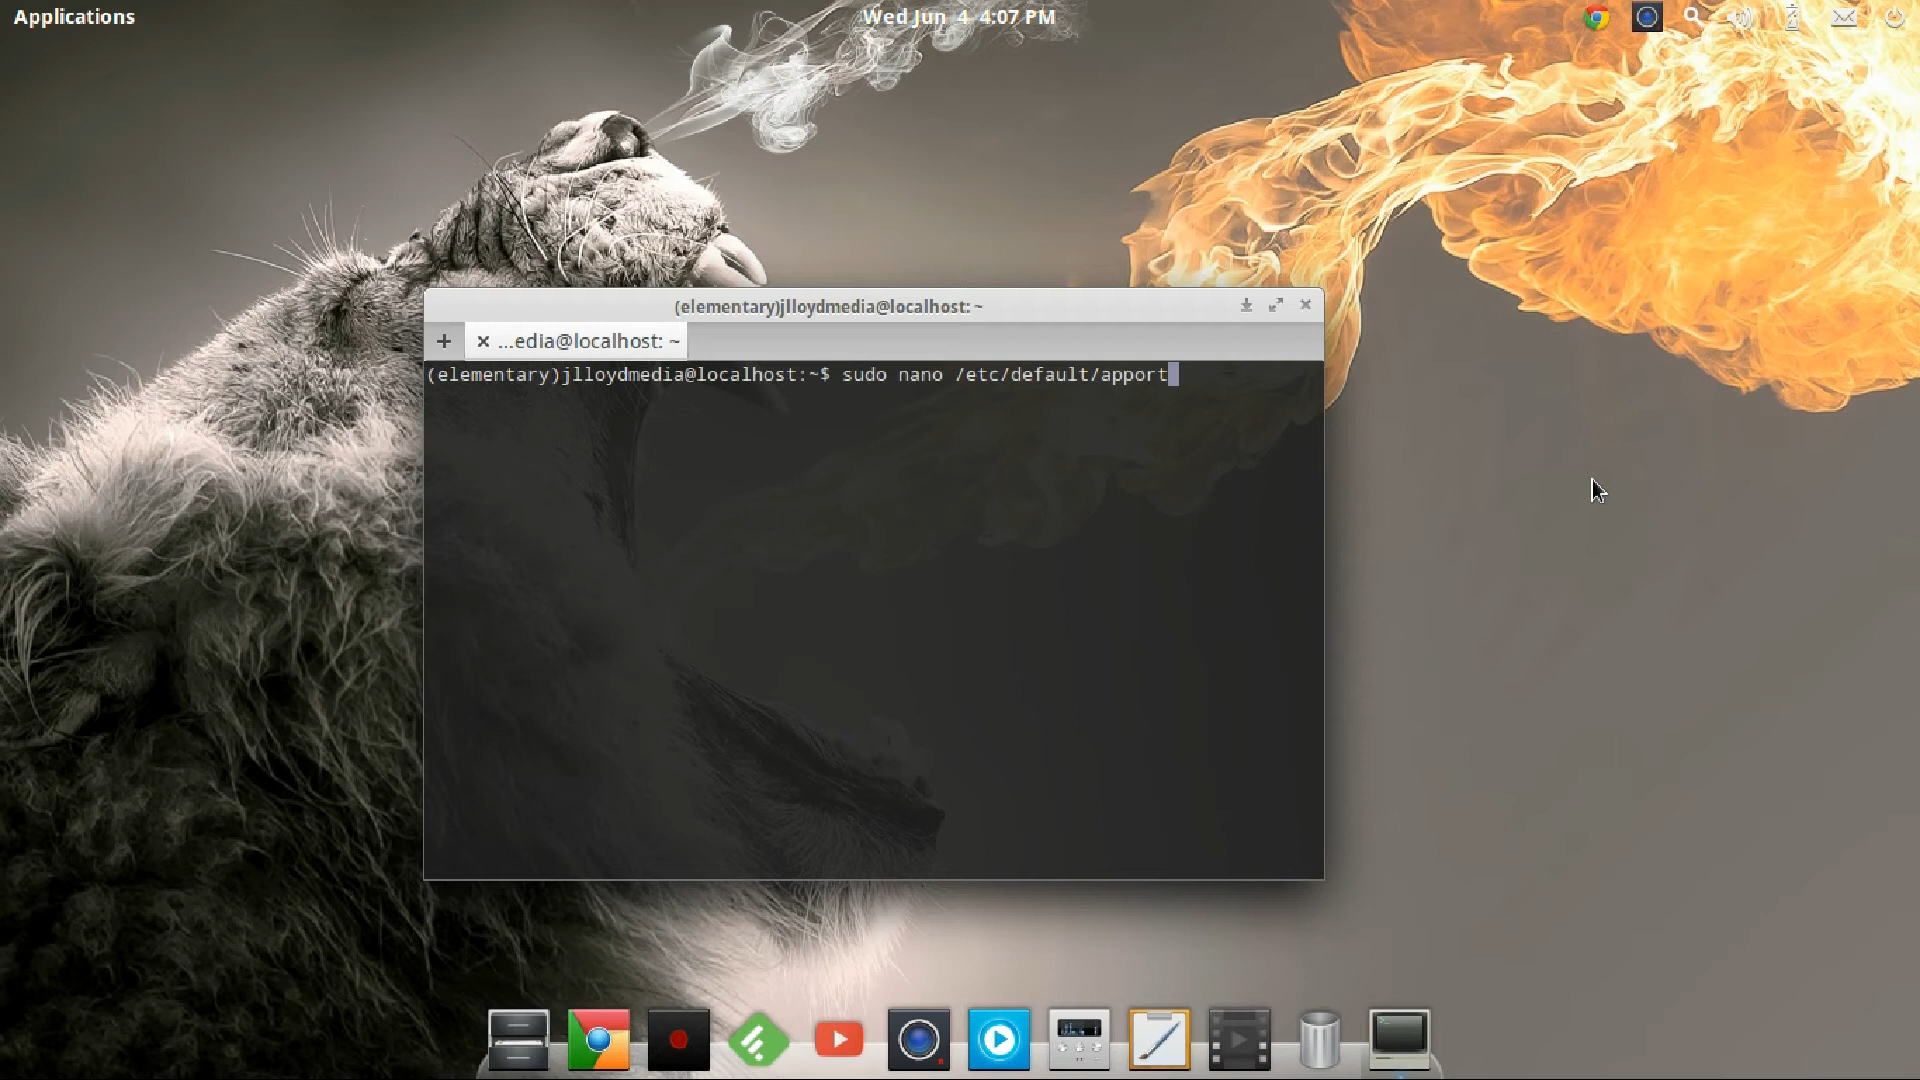 Applications
Wed Jun 4 4:07 PM
(elementary)jlloydmedia@localhost: ~
...edia@localhost: ~
(elementary)jlloydmedia@localhost:~$ sudo nano /etc/default/apport